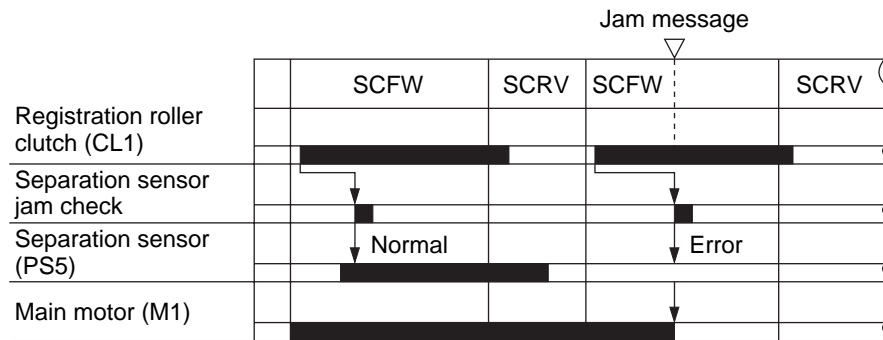 Jam message
SCFW SCRV SCFW SCRV
Registration roller
clutch (CL1)
Separation sensor
jam check
Separation sensor
(PS5)
Normal Error
Main motor (M1)